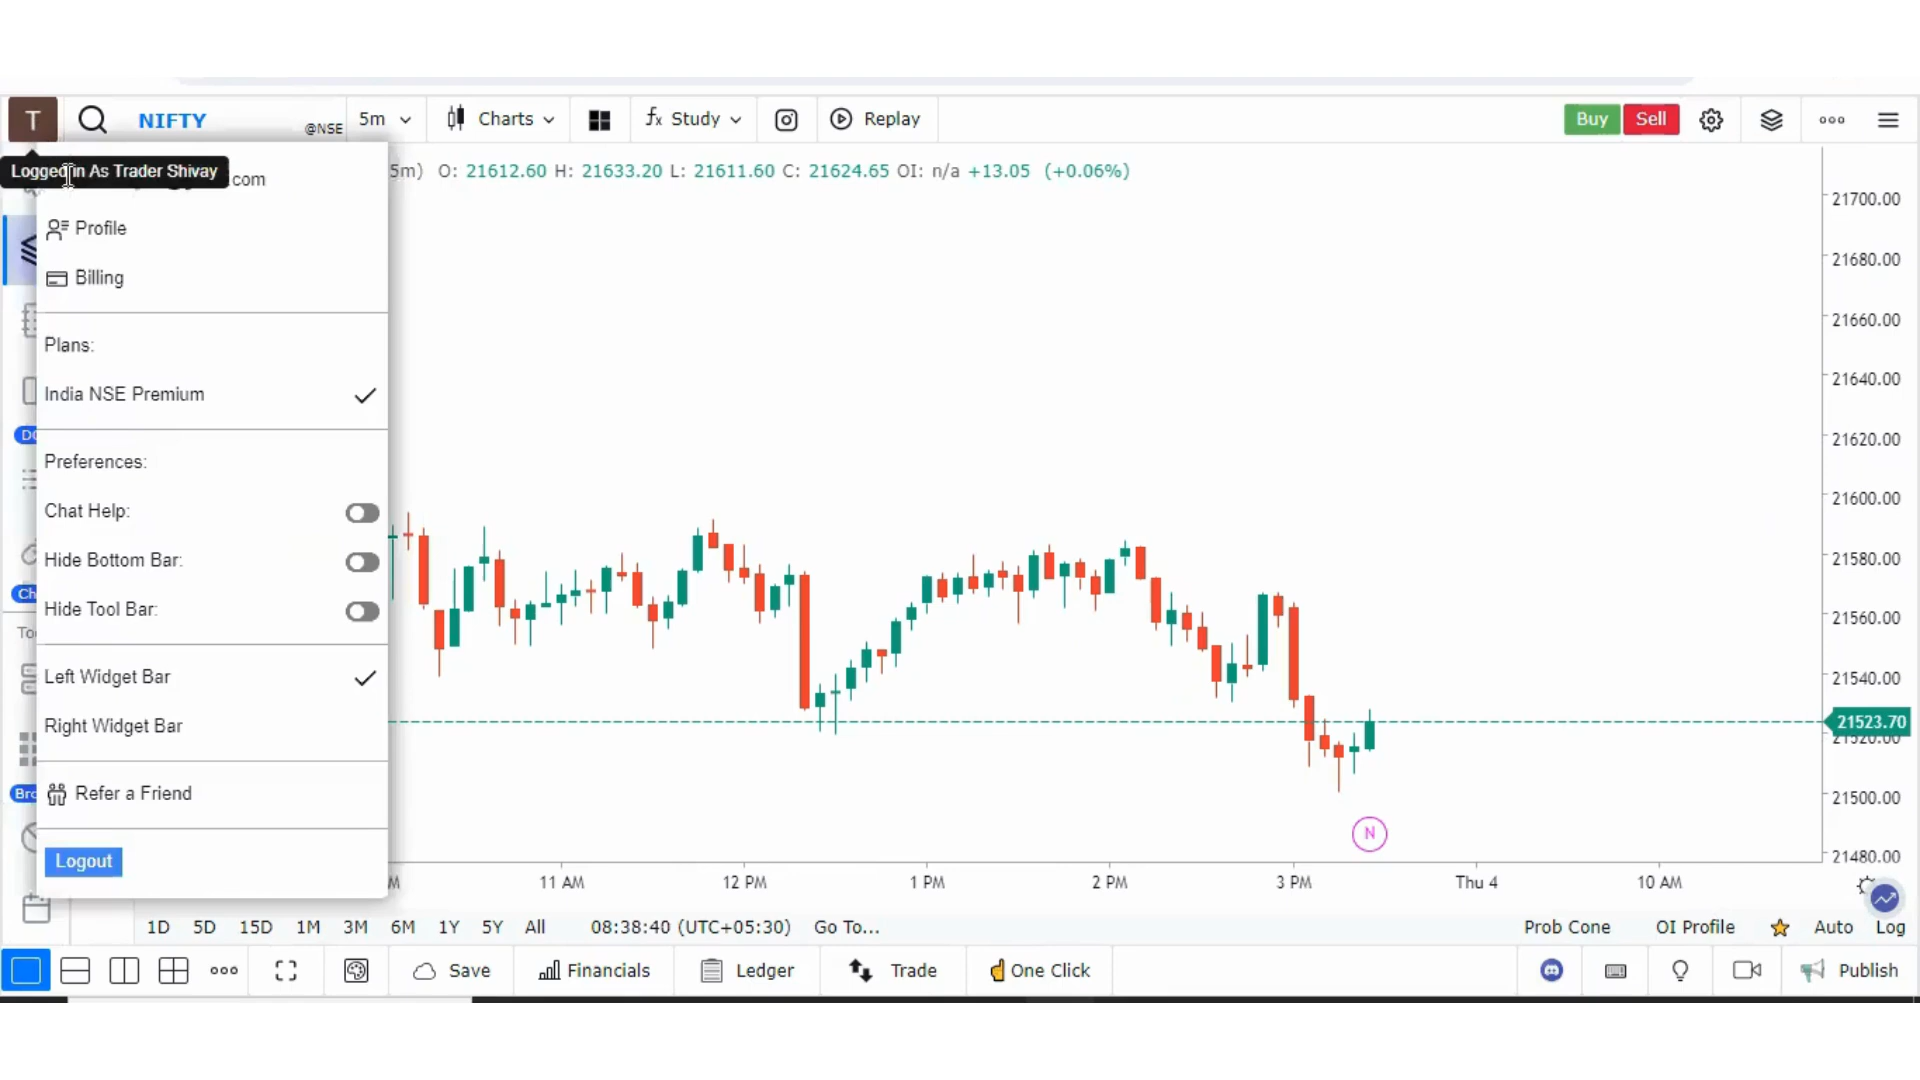 T NIFTY @NSE 5m Charts fx Study Replay Buy Sell
Logged in As Trader Shivay .com
5m) O: 21612.60 H: 21633.20 L: 21611.60 C: 21624.65 OI: n/a +13.05 (+0.06%)
Profile
Billing
Plans:
India NSE Premium
Preferences:
Chat Help:
Hide Bottom Bar:
Hide Tool Bar:
Left Widget Bar
Right Widget Bar
Refer a Friend
Logout
21700.00
21680.00
21660.00
21640.00
21620.00
21600.00
21580.00
21560.00
21540.00
21523.70
21520.00
21500.00
21480.00
N
11 AM 12 PM 1 PM 2 PM 3 PM Thu 4 10 AM
1D 5D 15D 1M 3M 6M 1Y 5Y All 08:38:40 (UTC+05:30) Go To... Prob Cone OI Profile Auto Log
Save Financials Ledger Trade One Click Publish